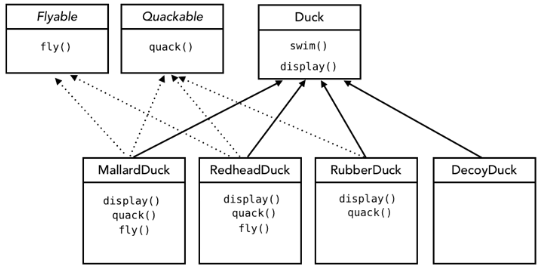 Flyable
fly()
Quackable
quack()
Duck
swim()
display()
MallardDuck
display()
quack()
fly()
RedheadDuck
display()
quack()
fly()
RubberDuck
display()
quack()
DecoyDuck